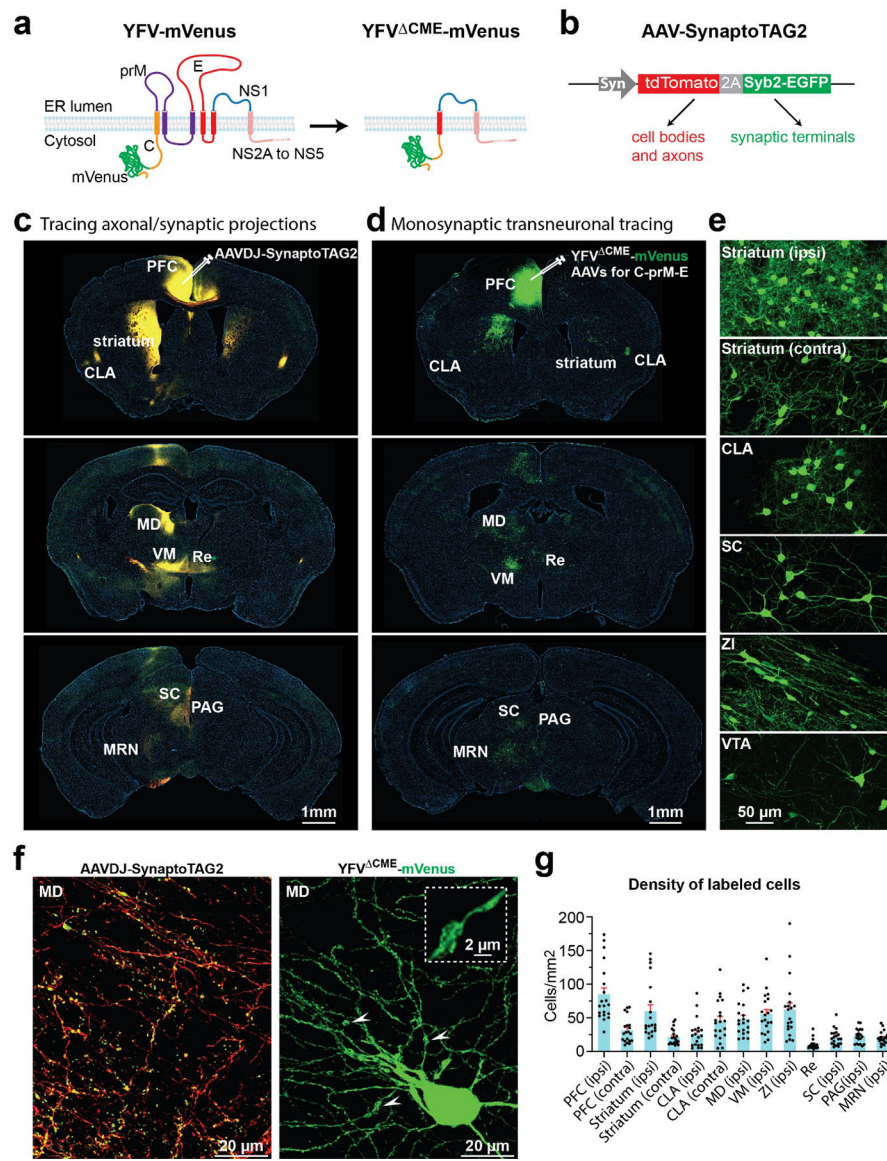 a
YFV-mVenus
YFVΔCME-mVenus
prM
E
NS1
ER lumen
Cytosol
C
mVenus
NS2A to NS5
b
AAV-SynaptoTAG2
Syn
tdTomato
2A
Syb2-EGFP
cell bodies
and axons
synaptic terminals
c Tracing axonal/synaptic projections
AAVDJ-SynaptoTAG2
PFC
striatum
CLA
MD
VM
Re
SC
PAG
MRN
1mm
d Monosynaptic transneuronal tracing
YFVΔCME-mVenus
AAVs for C-prM-E
PFC
CLA
striatum
CLA
MD
Re
VM
SC
PAG
MRN
1mm
e
Striatum (ipsi)
Striatum (contra)
CLA
SC
ZI
VTA
50 μm
f
AAVDJ-SynaptoTAG2
MD
20 μm
YFVΔCME-mVenus
MD
2 μm
20 μm
g
Density of labeled cells
Cells/mm2
200
150
100
50
0
PFC (ipsi)
PFC (contra)
Striatum (ipsi)
Striatum (contra)
CLA (ipsi)
CLA (contra)
MD (ipsi)
VM (ipsi)
ZI (ipsi)
Re
SC (ipsi)
PAG(ipsi)
MRN (ipsi)